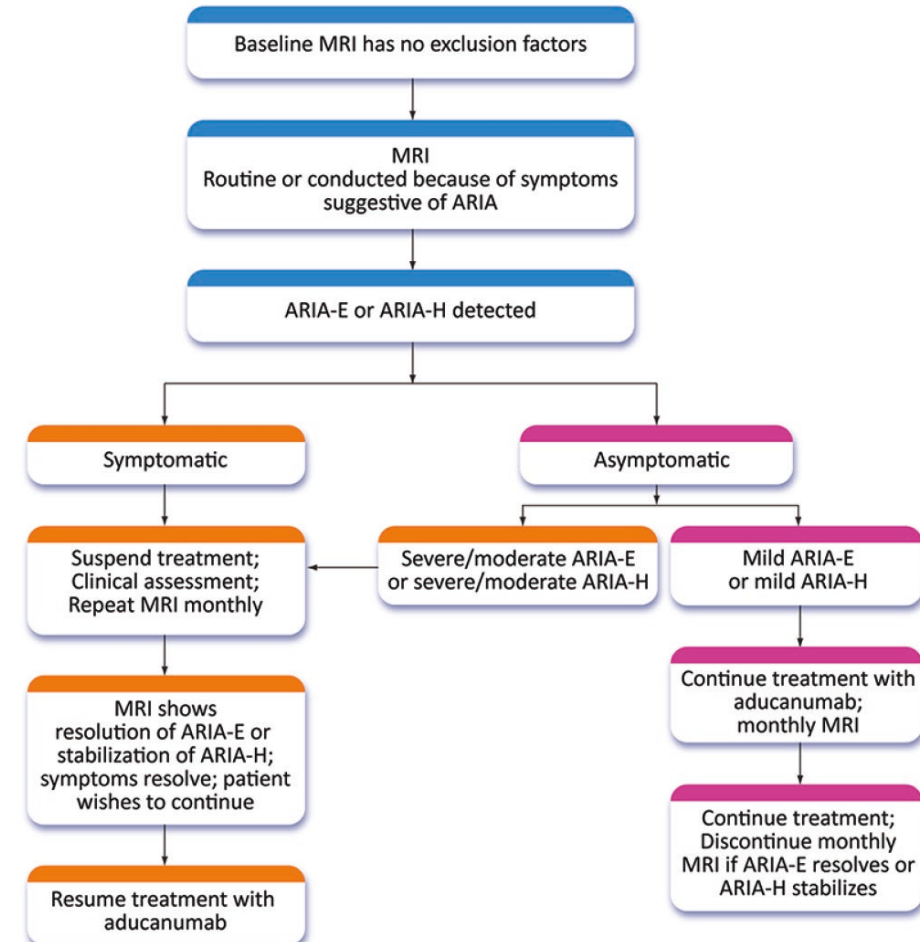 Baseline MRI has no exclusion factors
MRI
Routine or conducted because of symptoms
suggestive of ARIA
ARIA-E or ARIA-H detected
Symptomatic
Asymptomatic
Suspend treatment;
Clinical assessment;
Repeat MRI monthly
Severe/moderate ARIA-E
or severe/moderate ARIA-H
Mild ARIA-E
or mild ARIA-H
MRI shows
resolution of ARIA-E or
stabilization of ARIA-H;
symptoms resolve; patient
wishes to continue
Continue treatment with
aducanumab;
monthly MRI
Resume treatment with
aducanumab
Continue treatment;
Discontinue monthly
MRI if ARIA-E resolves or
ARIA-H stabilizes